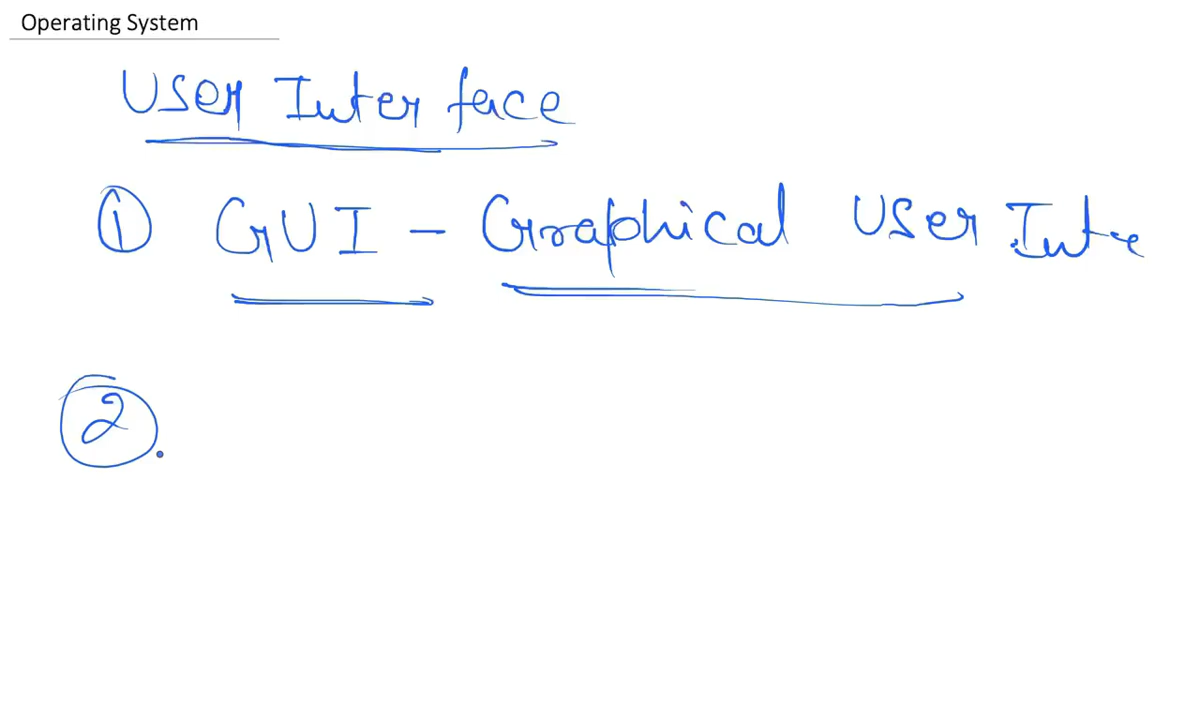 Operating System
User Interface
① GUI - Graphical User Inte
②.